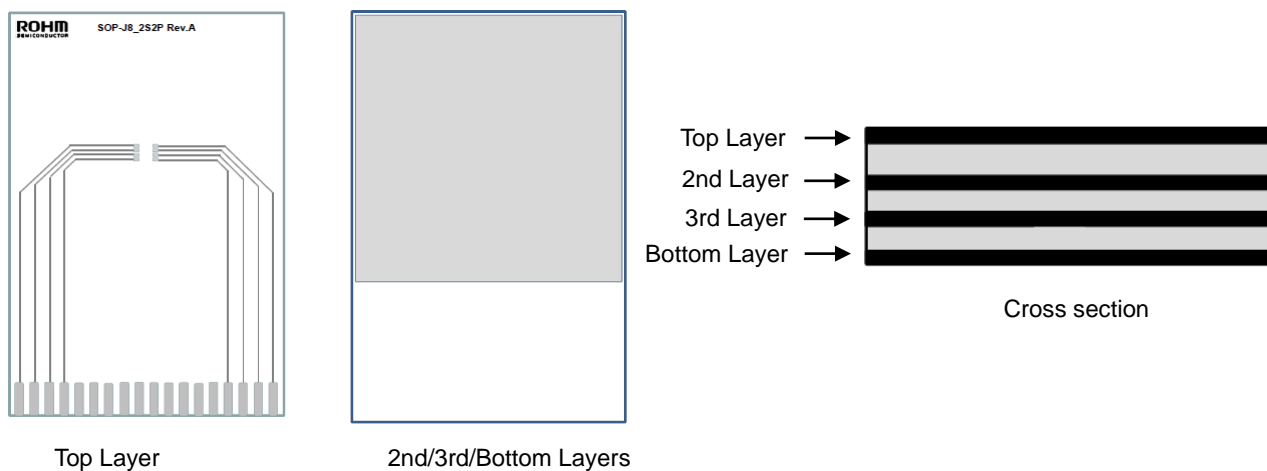 ROHM
SEMICONDUCTOR
SOP-J8_2S2P Rev.A
Top Layer
2nd Layer
3rd Layer
Bottom Layer
Cross section
Top Layer
2nd/3rd/Bottom Layers